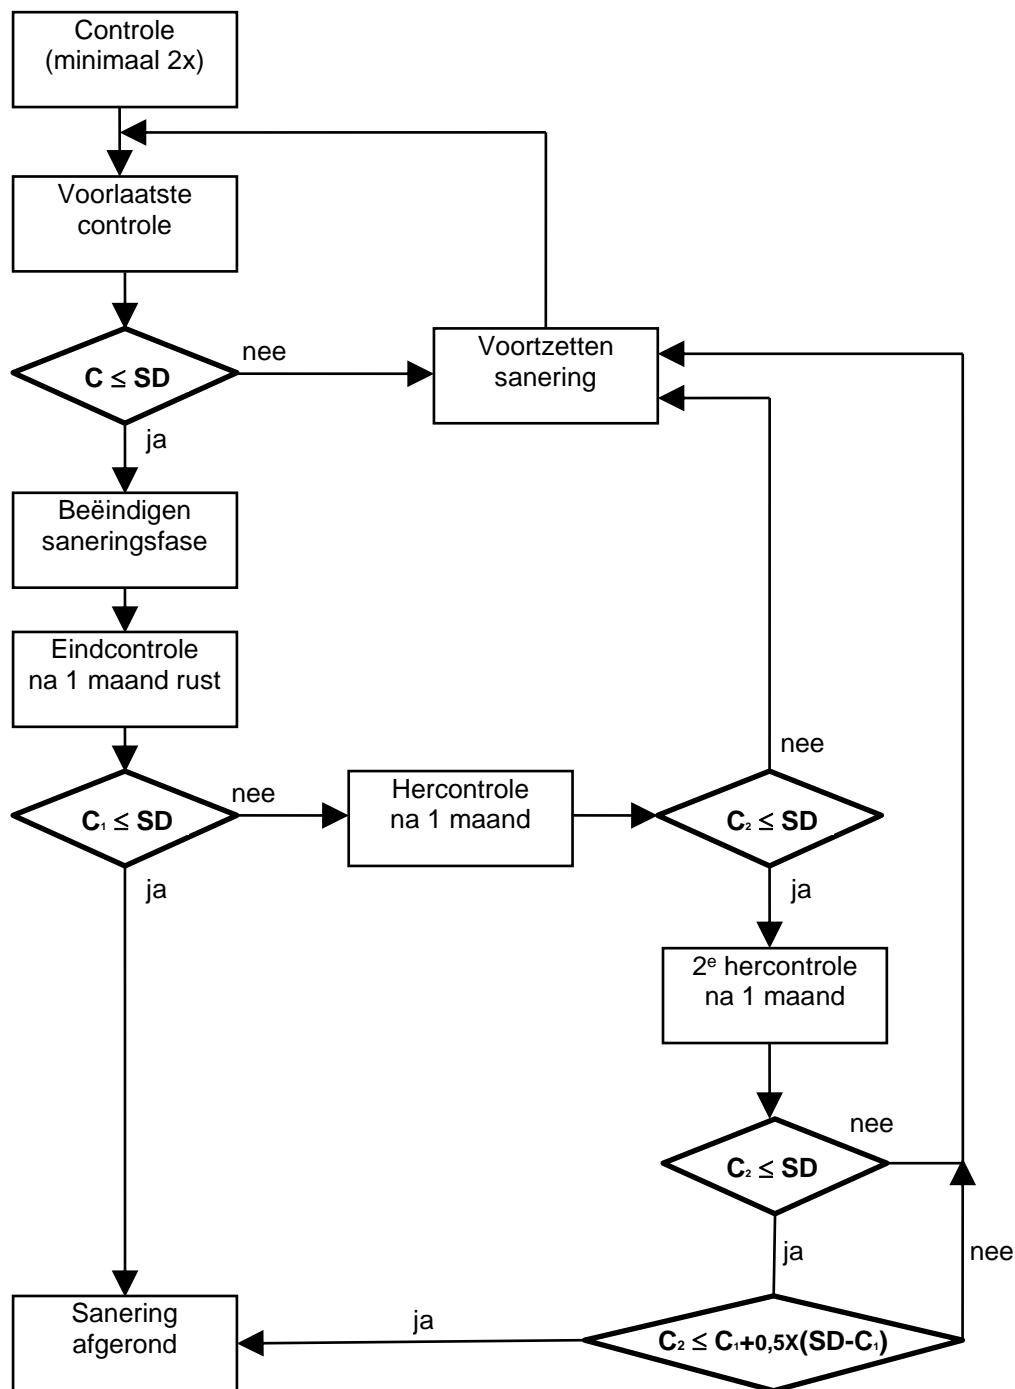 Controle
(minimaal 2x)
Voorlaatste
controle
C ≤ SD
nee
Voortzetten
sanering
ja
Beëindigen
saneringsfase
Eindcontrole
na 1 maand rust
C₁ ≤ SD
nee
Hercontrole
na 1 maand
nee
C₂ ≤ SD
ja
ja
2ᵉ hercontrole
na 1 maand
nee
C₂ ≤ SD
ja
nee
Sanering
afgerond
ja
C₂ ≤ C₁+0,5X(SD-C₁)